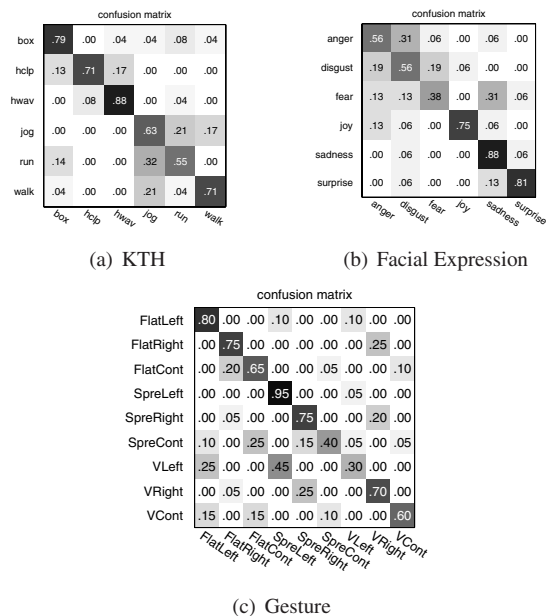 confusion matrix
box .79 .00 .04 .04 .08 .04
hclp .13 .71 .17 .00 .00 .00
hwav .00 .08 .88 .00 .04 .00
jog .00 .00 .00 .63 .21 .17
run .14 .00 .00 .32 .55 .00
walk .04 .00 .00 .21 .04 .71
box hclp hwav jog run walk
(a) KTH
confusion matrix
anger .56 .31 .06 .00 .06 .00
disgust .19 .56 .19 .06 .00 .00
fear .13 .13 .38 .00 .31 .06
joy .13 .06 .00 .75 .06 .00
sadness .00 .06 .00 .00 .88 .06
surprise .00 .06 .00 .00 .13 .81
anger disgust fear joy sadness surprise
(b) Facial Expression
confusion matrix
FlatLeft .80 .00 .00 .10 .00 .00 .10 .00 .00
FlatRight .00 .75 .00 .00 .00 .00 .00 .25 .00
FlatCont .00 .20 .65 .00 .00 .05 .00 .00 .10
SpreLeft .00 .00 .00 .95 .00 .00 .05 .00 .00
SpreRight .00 .05 .00 .00 .75 .00 .00 .20 .00
SpreCont .10 .00 .25 .00 .15 .40 .05 .00 .05
VLeft .25 .00 .00 .45 .00 .00 .30 .00 .00
VRight .00 .05 .00 .00 .25 .00 .00 .70 .00
VCont .15 .00 .15 .00 .00 .10 .00 .00 .60
FlatLeft FlatRight FlatCont SpreLeft SpreRight SpreCont VLeft VRight VCont
(c) Gesture